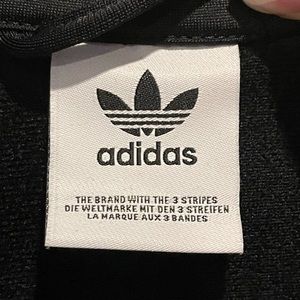 adidas
THE BRAND WITH THE 3 STRIPES
DIE WELTMARKE MIT DEN 3 STREIFEN
LA MARQUE AUX 3 BANDES